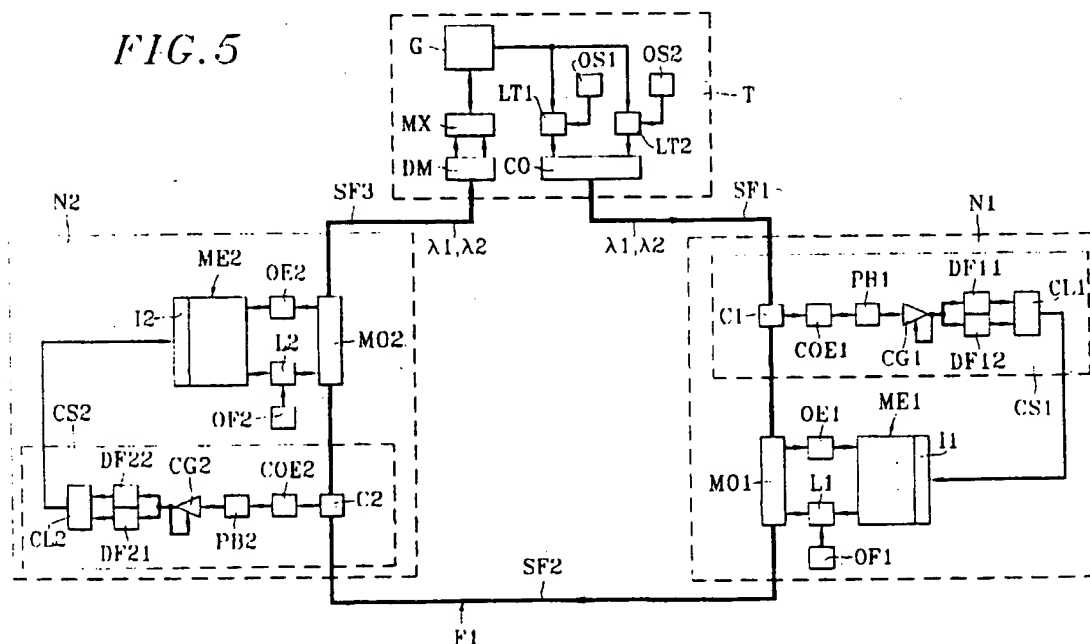 FIG.5
G
OS1
OS2
LT1
T
MX
LT2
DM
CO
SF3
SF1
N2
N1
λ1,λ2
λ1,λ2
ME2
OE2
I2
L2
MO2
OF2
CS2
DF22
CG2
COE2
C2
CL2
DF21
PB2
PH1
DF11
CL1
C1
COE1
CG1
DF12
CS1
OE1
ME1
I1
MO1
L1
OF1
SF2
F1